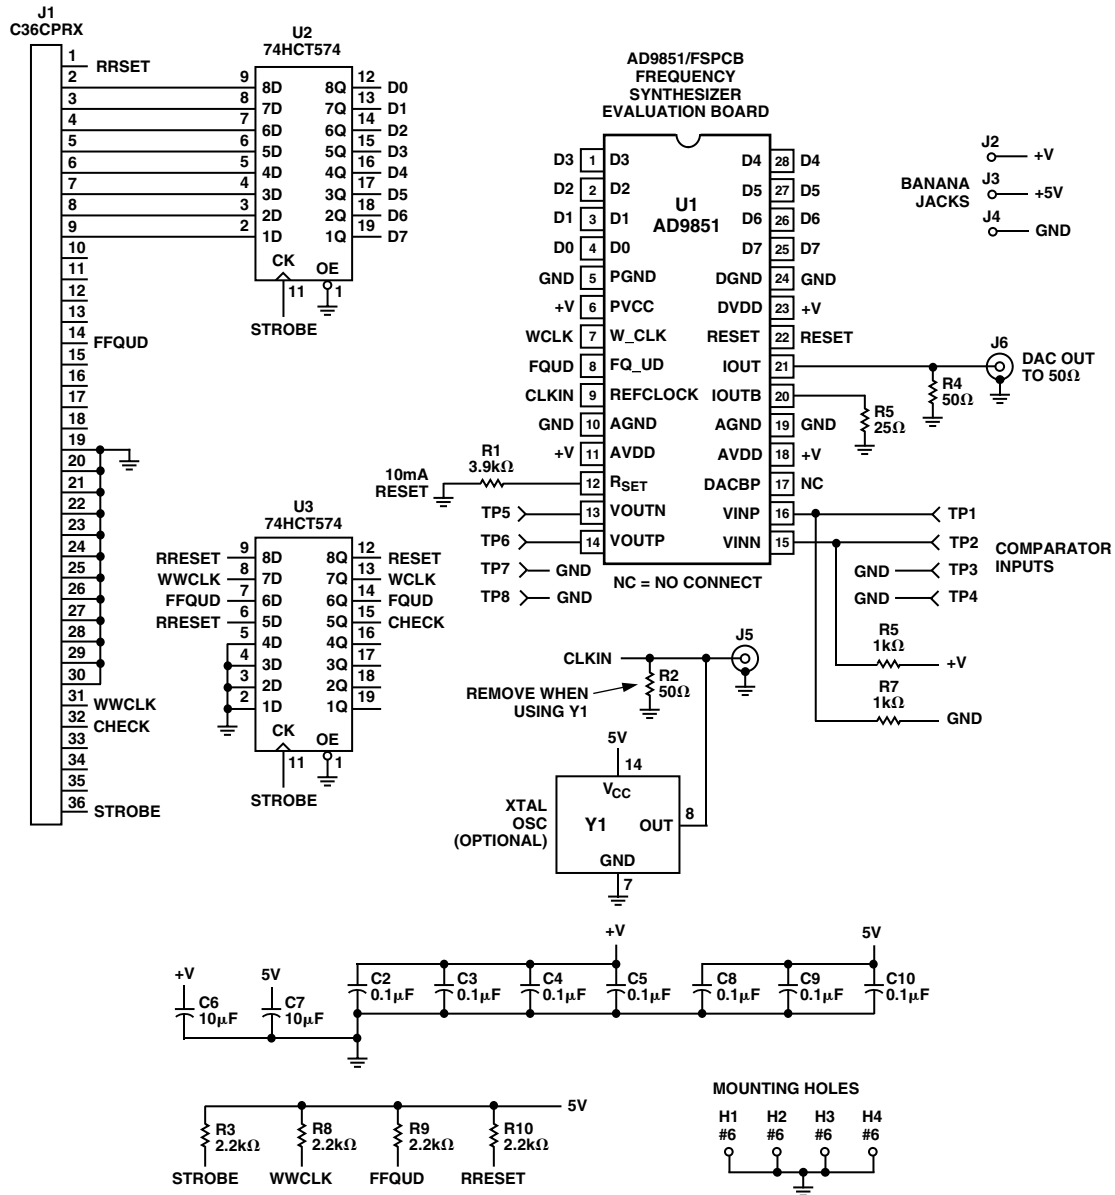 J1
C36CPRX
1
RRSET
2
3
4
5
6
7
8
9
10
11
12
13
14
FFQUD
15
16
17
18
19
20
21
22
23
24
25
26
27
28
29
30
31
WWCLK
32
CHECK
33
34
35
36
STROBE
U2
74HCT574
9 8D 8Q 12 D0
8 7D 7Q 13 D1
7 6D 6Q 14 D2
6 5D 5Q 15 D3
5 4D 4Q 16 D4
4 3D 3Q 17 D5
3 2D 2Q 18 D6
2 1D 1Q 19 D7
CK OE
11 1
STROBE
U3
74HCT574
RRESET 9 8D 8Q 12 RESET
WWCLK 8 7D 7Q 13 WCLK
FFQUD 7 6D 6Q 14 FQUD
RRESET 6 5D 5Q 15 CHECK
5 4D 4Q 16
4 3D 3Q 17
3 2D 2Q 18
2 1D 1Q 19
CK OE
11 1
STROBE
AD9851/FSPCB
FREQUENCY
SYNTHESIZER
EVALUATION BOARD
U1
AD9851
D3 1 D3 D4 28 D4
D2 2 D2 D5 27 D5
D1 3 D1 D6 26 D6
D0 4 D0 D7 25 D7
GND 5 PGND DGND 24 GND
+V 6 PVCC DVDD 23 +V
WCLK 7 W_CLK RESET 22 RESET
FQUD 8 FQ_UD IOUT 21
CLKIN 9 REFCLOCK IOUTB 20
GND 10 AGND AGND 19 GND
+V 11 AVDD AVDD 18 +V
12 RSET DACBP 17 NC
TP5 13 VOUTN VINP 16 TP1
TP6 14 VOUTP VINN 15 TP2
TP7 GND
TP8 GND
NC = NO CONNECT
R1
3.9kΩ
10mA
RESET
J2
+V
BANANA
JACKS
J3
+5V
J4
GND
J6
DAC OUT
TO 50Ω
R4
50Ω
R5
25Ω
COMPARATOR
INPUTS
GND TP3
GND TP4
R5
1kΩ
+V
R7
1kΩ
GND
CLKIN
J5
R2
50Ω
REMOVE WHEN
USING Y1
5V
14
VCC
XTAL
OSC
(OPTIONAL)
Y1
OUT
8
GND
7
+V
C6
10µF
5V
C7
10µF
+V
C2
0.1µF
C3
0.1µF
C4
0.1µF
C5
0.1µF
5V
C8
0.1µF
C9
0.1µF
C10
0.1µF
5V
R3
2.2kΩ
R8
2.2kΩ
R9
2.2kΩ
R10
2.2kΩ
STROBE
WWCLK
FFQUD
RRESET
MOUNTING HOLES
H1 H2 H3 H4
#6 #6 #6 #6